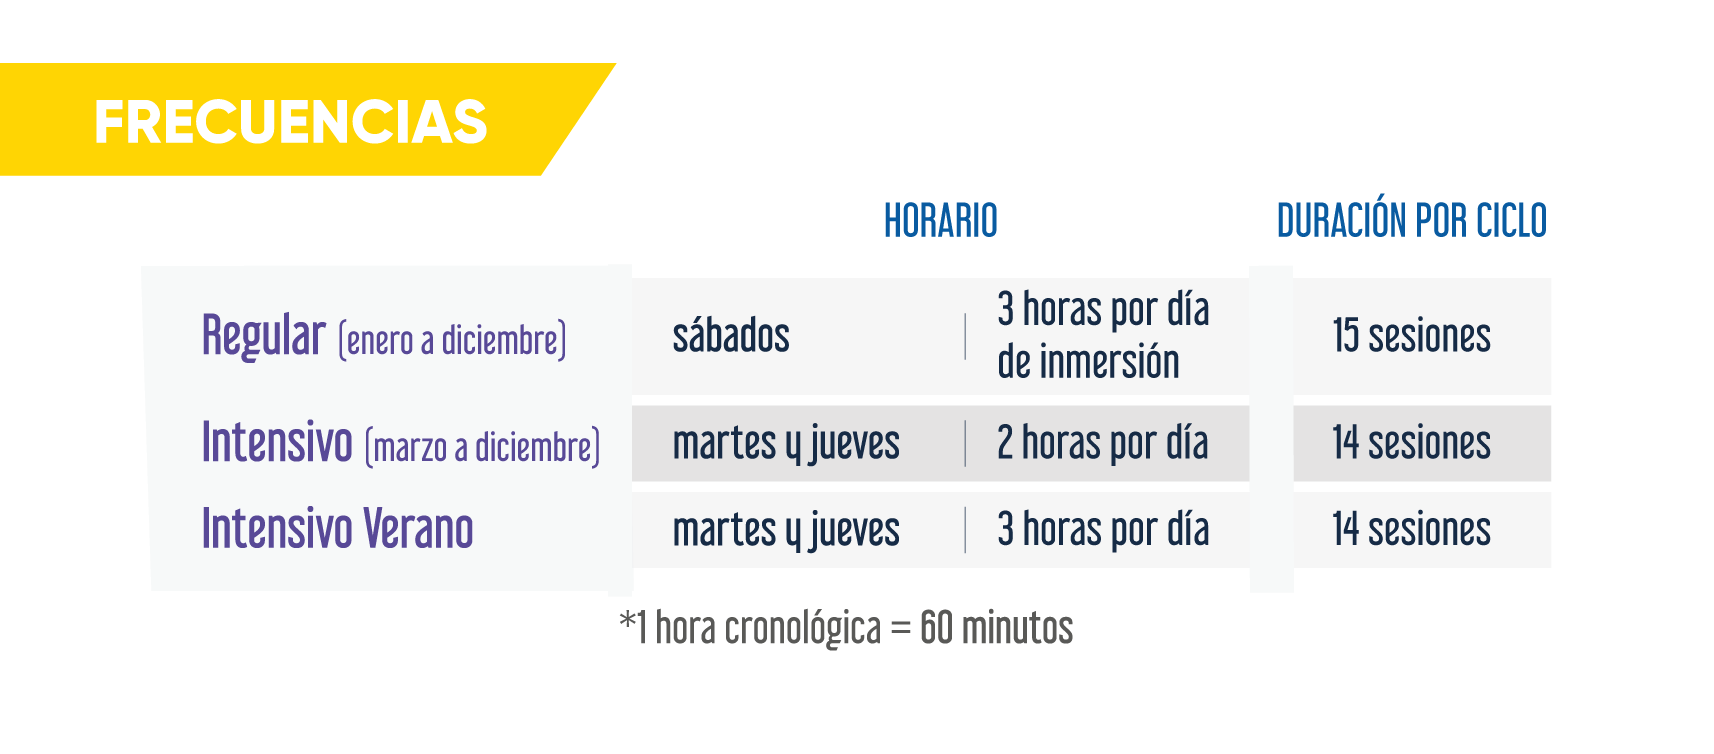 FRECUENCIAS
HORARIO
DURACIÓN POR CICLO
Regular (enero a diciembre)
sábados
3 horas por día
de inmersión
15 sesiones
Intensivo (marzo a diciembre)
martes y jueves
2 horas por día
14 sesiones
Intensivo Verano
martes y jueves
3 horas por día
14 sesiones
*1 hora cronológica = 60 minutos